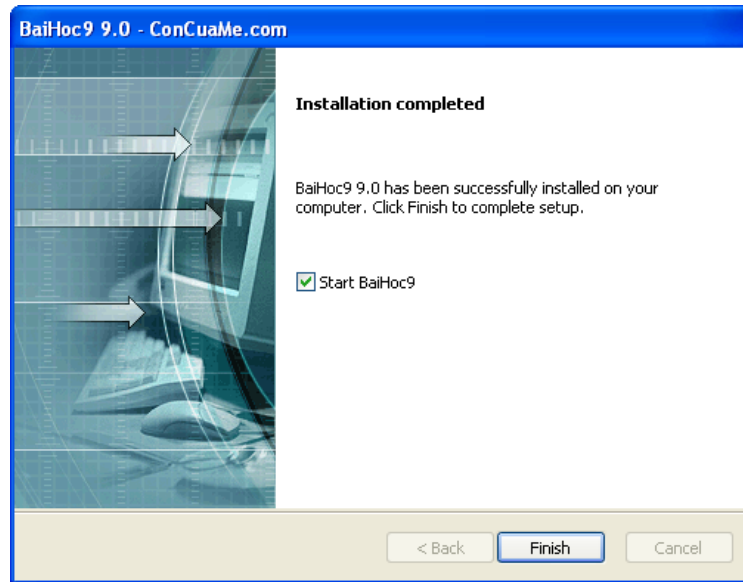 BaiHoc9 9.0 - ConCuaMe.com
Installation completed
BaiHoc9 9.0 has been successfully installed on your
computer. Click Finish to complete setup.
Start BaiHoc9
< Back
Finish
Cancel